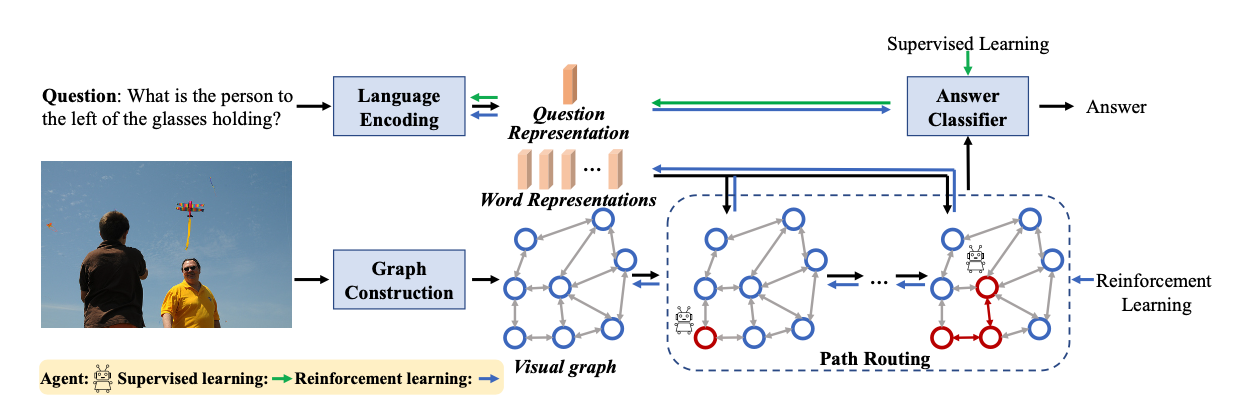 Supervised Learning
Question: What is the person to
the left of the glasses holding?
Language
Encoding
Question
Representation
Answer
Classifier
Answer
...
Word Representations
Graph
Construction
...
Reinforcement
Learning
Visual graph
Path Routing
Agent: Supervised learning: Reinforcement learning: